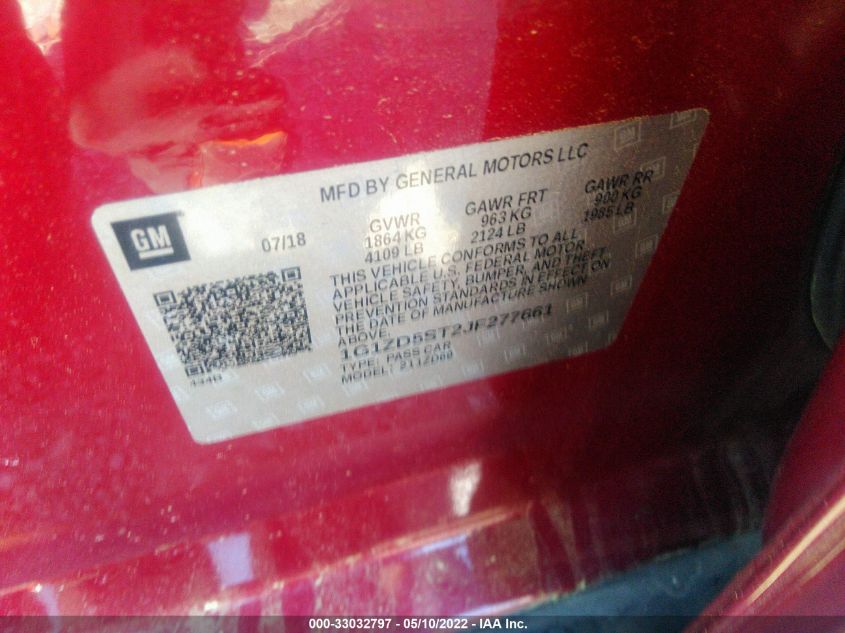 MFD BY GENERAL MOTORS LLC
GM
07/18
GVWR
1864 KG
4109 LB
GAWR FRT
963 KG
2124 LB
GAWR RR
900 KG
1985 LB
THIS VEHICLE CONFORMS TO ALL
APPLICABLE U.S. FEDERAL MOTOR
VEHICLE SAFETY, BUMPER, AND THEFT
PREVENTION STANDARDS IN EFFECT ON
THE DATE OF MANUFACTURE SHOWN
ABOVE.
1G1ZD5ST2JF277661
TYPE: PASS CAR
MODEL: 211ZD69
000-33032797 - 05/10/2022 - IAA Inc.